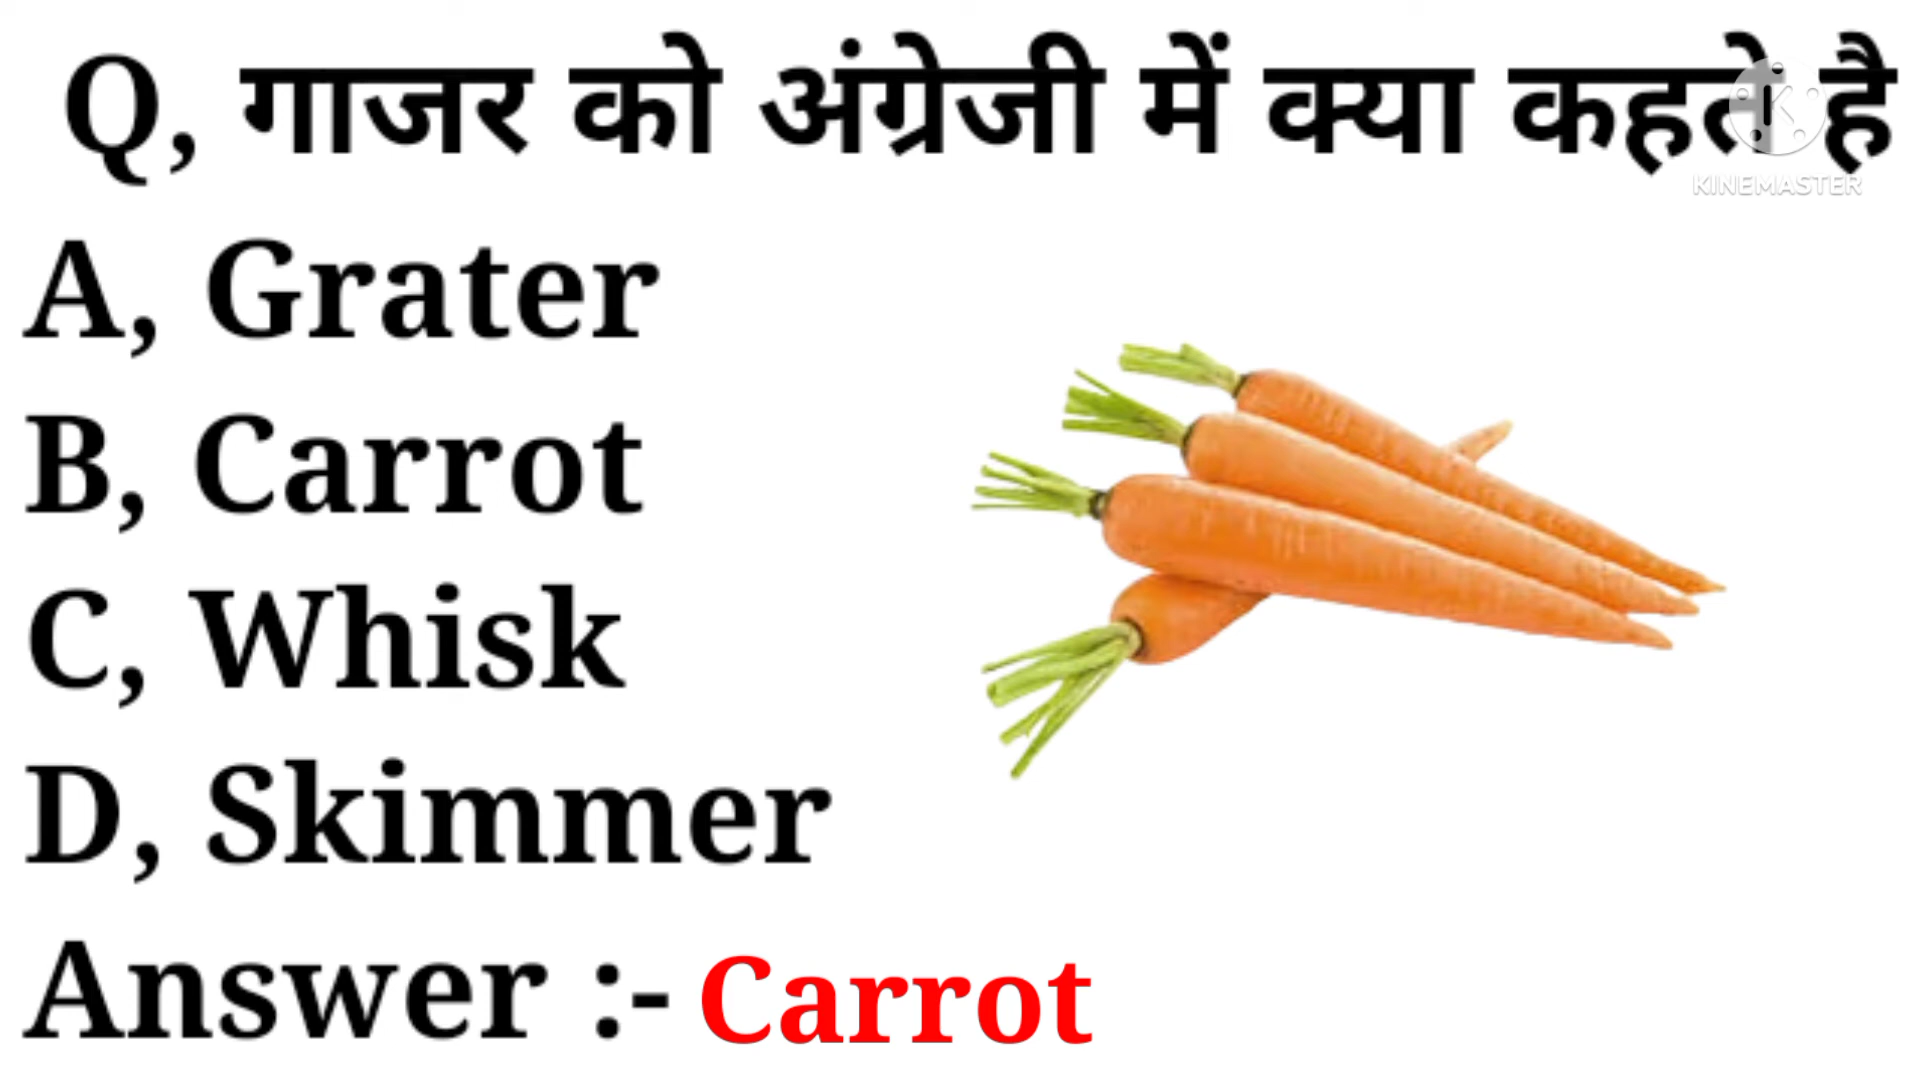 Q, गाजर को अंग्रेजी में क्या कहते है
KINEMASTER
A, Grater
B, Carrot
C, Whisk
D, Skimmer
Answer :- Carrot